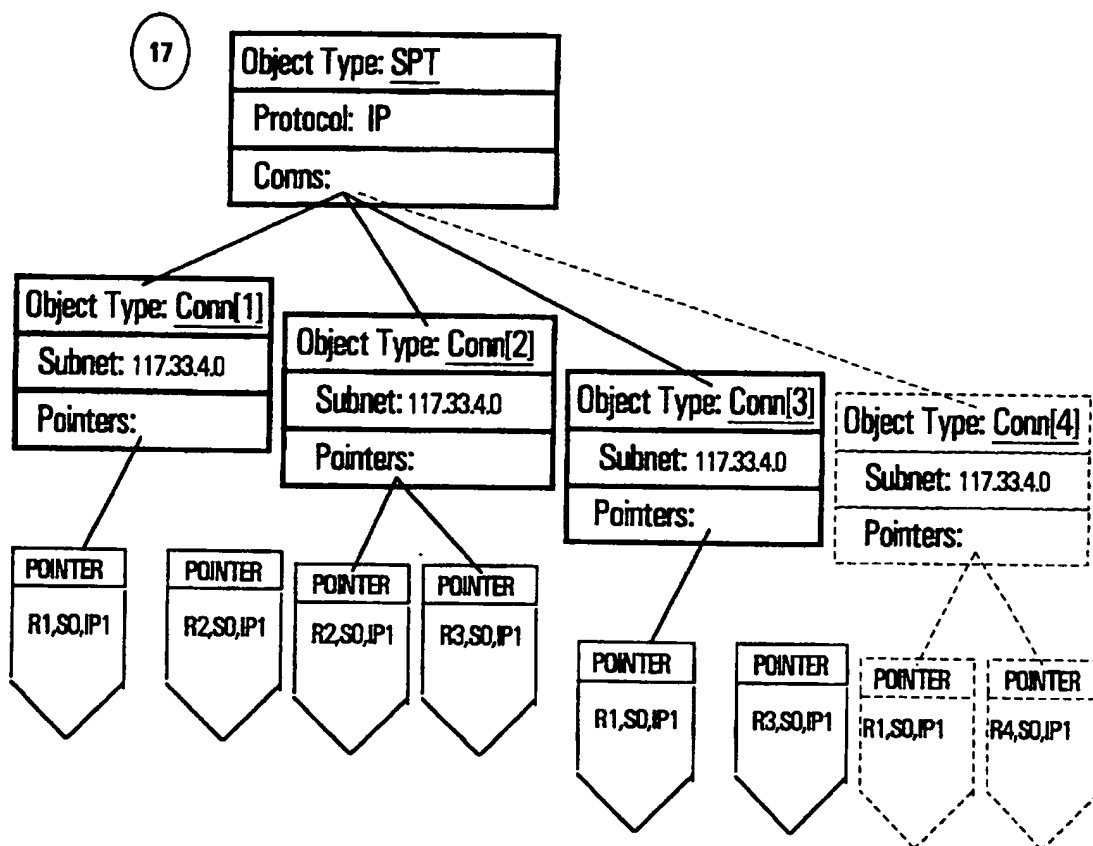 17
Object Type: SPT
Protocol: IP
Conns:
Object Type: Conn[1]
Subnet: 117.33.4.0
Pointers:
Object Type: Conn[2]
Subnet: 117.33.4.0
Pointers:
Object Type: Conn[3]
Subnet: 117.33.4.0
Pointers:
Object Type: Conn[4]
Subnet: 117.33.4.0
Pointers:
POINTER
R1,S0,IP1
POINTER
R2,S0,IP1
POINTER
R2,S0,IP1
POINTER
R3,S0,IP1
POINTER
R1,S0,IP1
POINTER
R3,S0,IP1
POINTER
R1,S0,IP1
POINTER
R4,S0,IP1